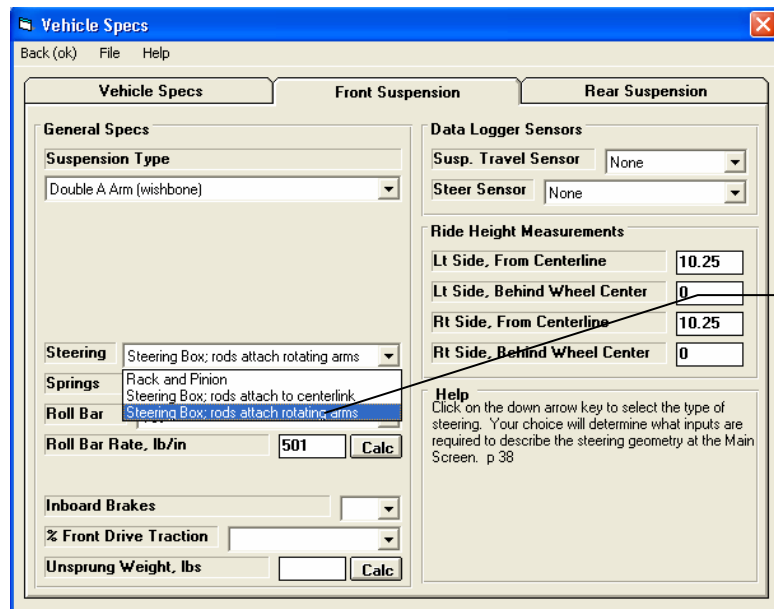 Vehicle Specs
Back (ok) File Help
Vehicle Specs
Front Suspension
Rear Suspension
General Specs
Suspension Type
Double A Arm (wishbone)
Steering
Steering Box; rods attach rotating arms
Rack and Pinion
Steering Box; rods attach to centerlink
Steering Box; rods attach rotating arms
Springs
Roll Bar
Roll Bar Rate, lb/in
501
Calc
Inboard Brakes
% Front Drive Traction
Unsprung Weight, lbs
Calc
Data Logger Sensors
Susp. Travel Sensor
None
Steer Sensor
None
Ride Height Measurements
Lt Side, From Centerline
10.25
Lt Side, Behind Wheel Center
0
Rt Side, From Centerline
10.25
Rt Side, Behind Wheel Center
0
Help
Click on the down arrow key to select the type of
steering. Your choice will determine what inputs are
required to describe the steering geometry at the Main
Screen. p 38